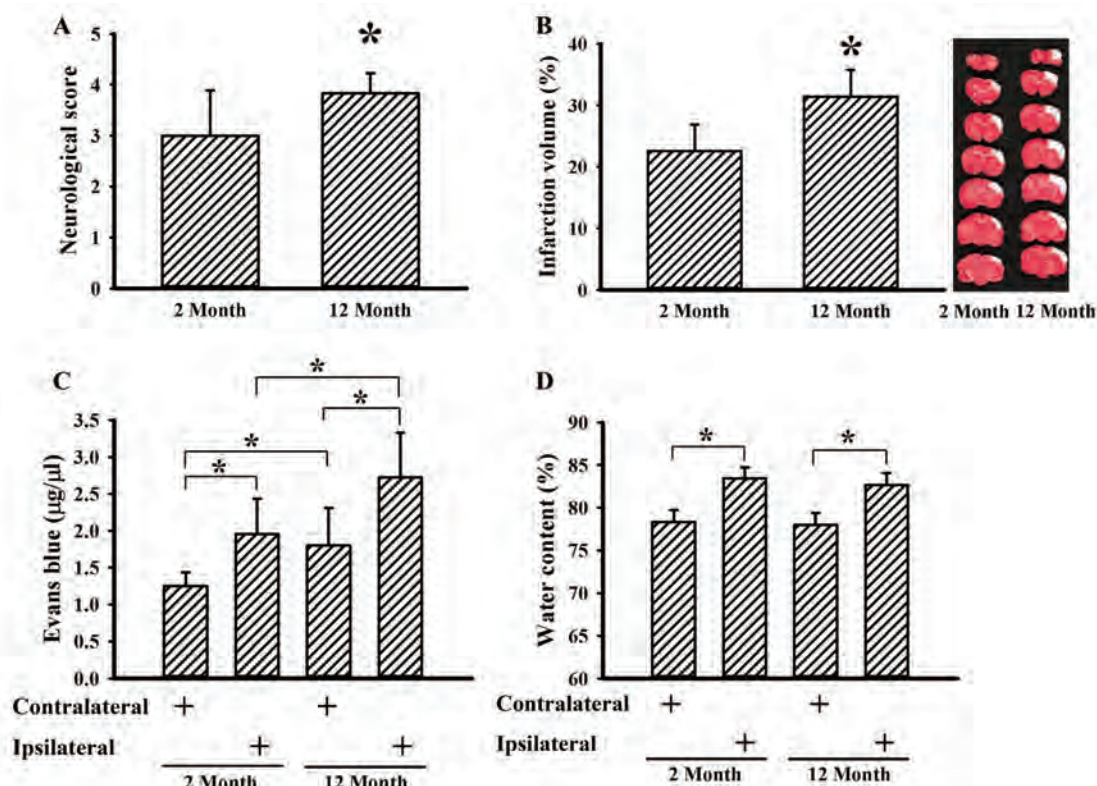 A
*
Neurological score
5
4
3
2
1
0
2 Month 12 Month
B
*
Infarction volume (%)
40
30
20
10
0
2 Month 12 Month
2 Month 12 Month
C
*
*
*
*
Evans blue (μg/μl)
3.5
3.0
2.5
2.0
1.5
1.0
0.5
0.0
Contralateral + +
Ipsilateral + +
2 Month 12 Month
D
* *
Water content (%)
90
85
80
75
70
65
60
Contralateral + +
Ipsilateral + +
2 Month 12 Month